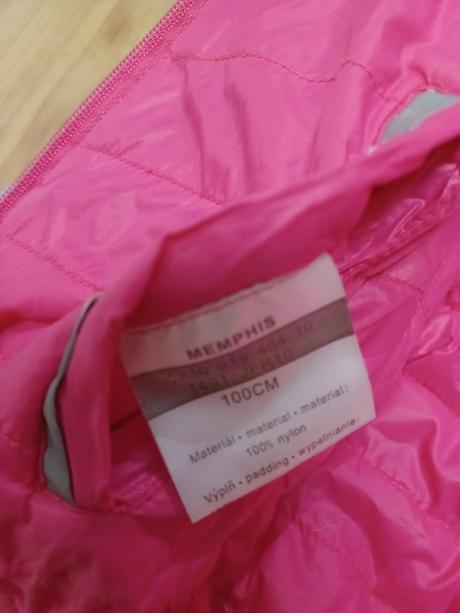 MEMPHIS
100CM
Materiál • material • materiał:
100% nylon
Výplň • padding • wypełnianie: